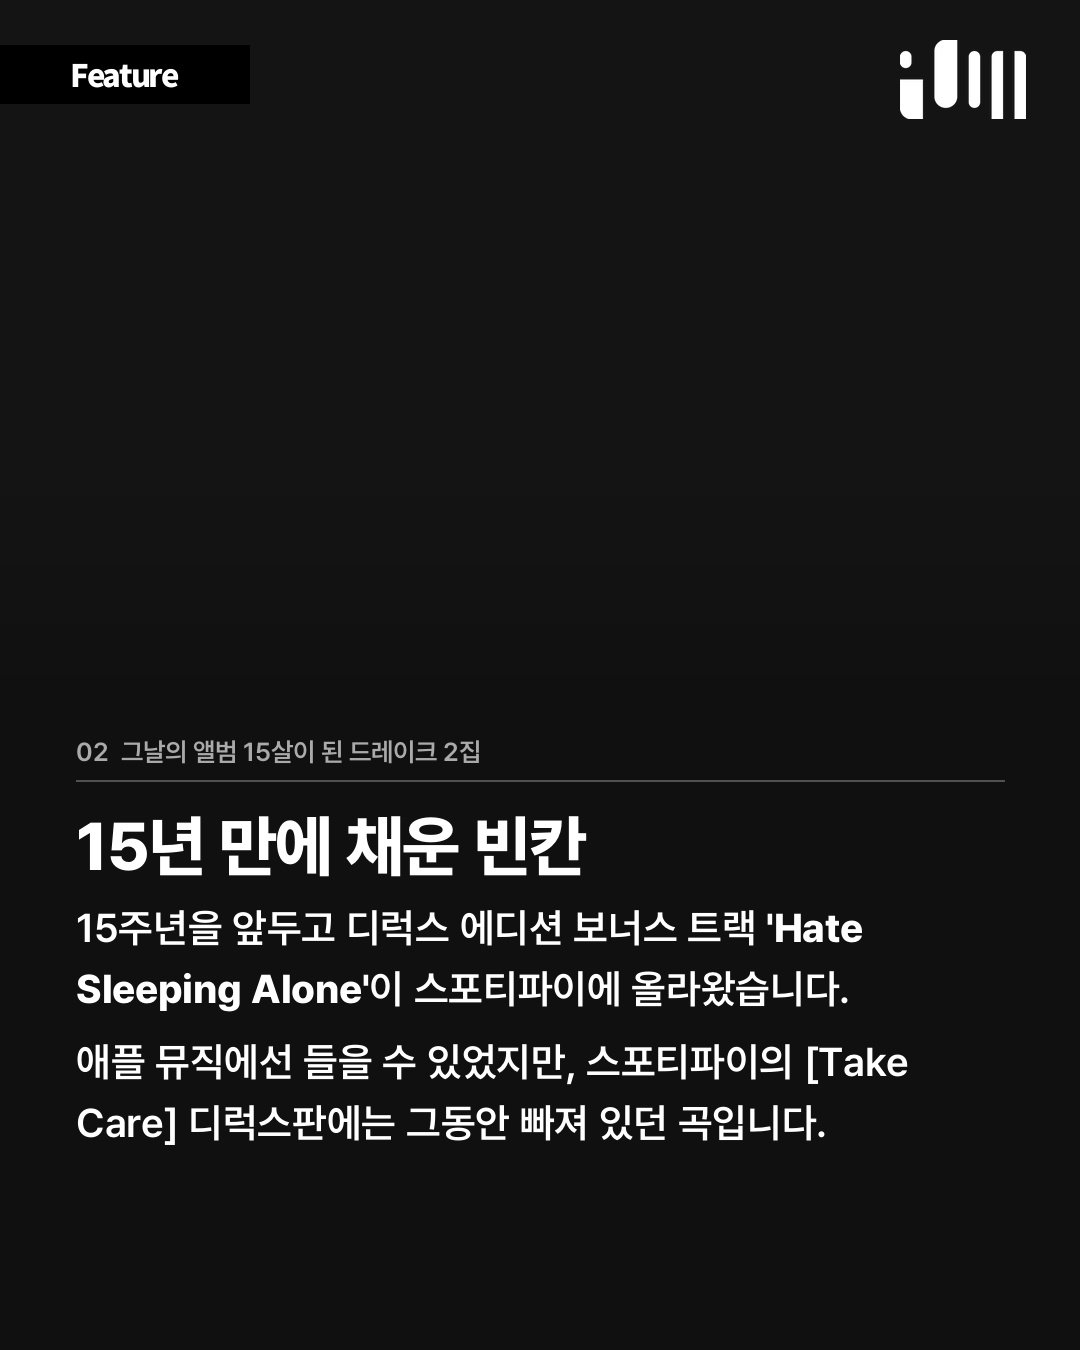 Feature
02 그날의 앨범 15살이 된 드레이크 2집
15년 만에 채운 빈칸
15주년을 앞두고 디럭스 에디션 보너스 트랙 'Hate
Sleeping Alone'이 스포티파이에 올라왔습니다.
애플 뮤직에선 들을 수 있었지만, 스포티파이의 [Take
Care] 디럭스판에는 그동안 빠져 있던 곡입니다.